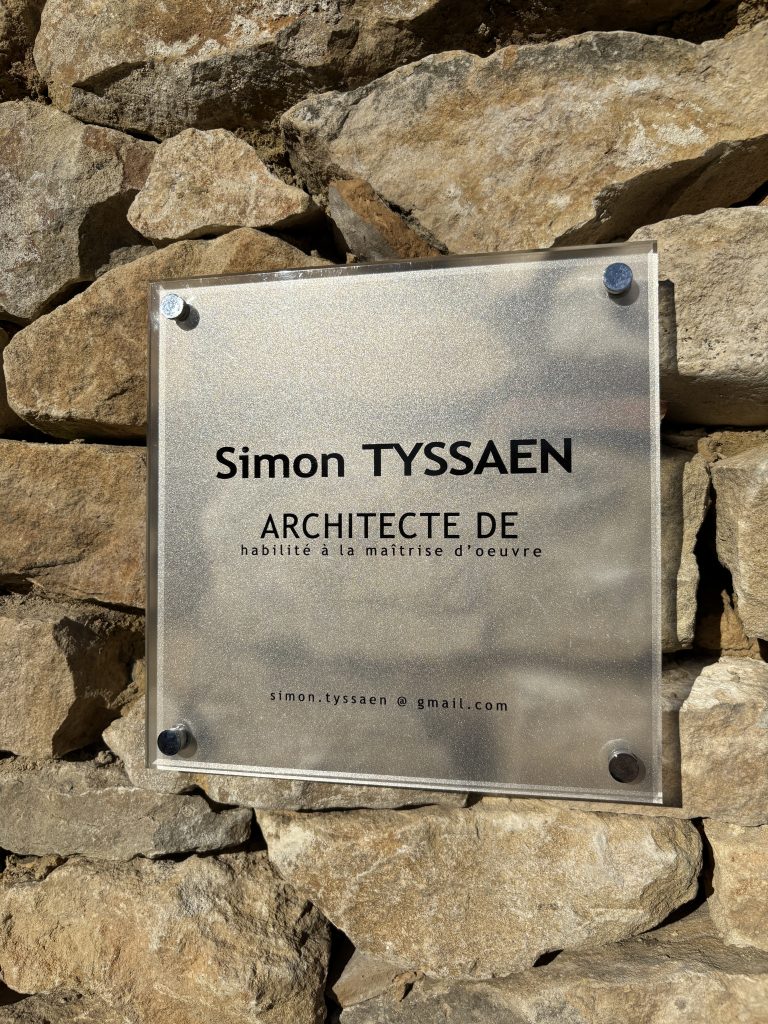 Simon TYSSAEN
ARCHITECTE DE
habilité à la maîtrise d'oeuvre
simon.tyssaen @ gmail.com